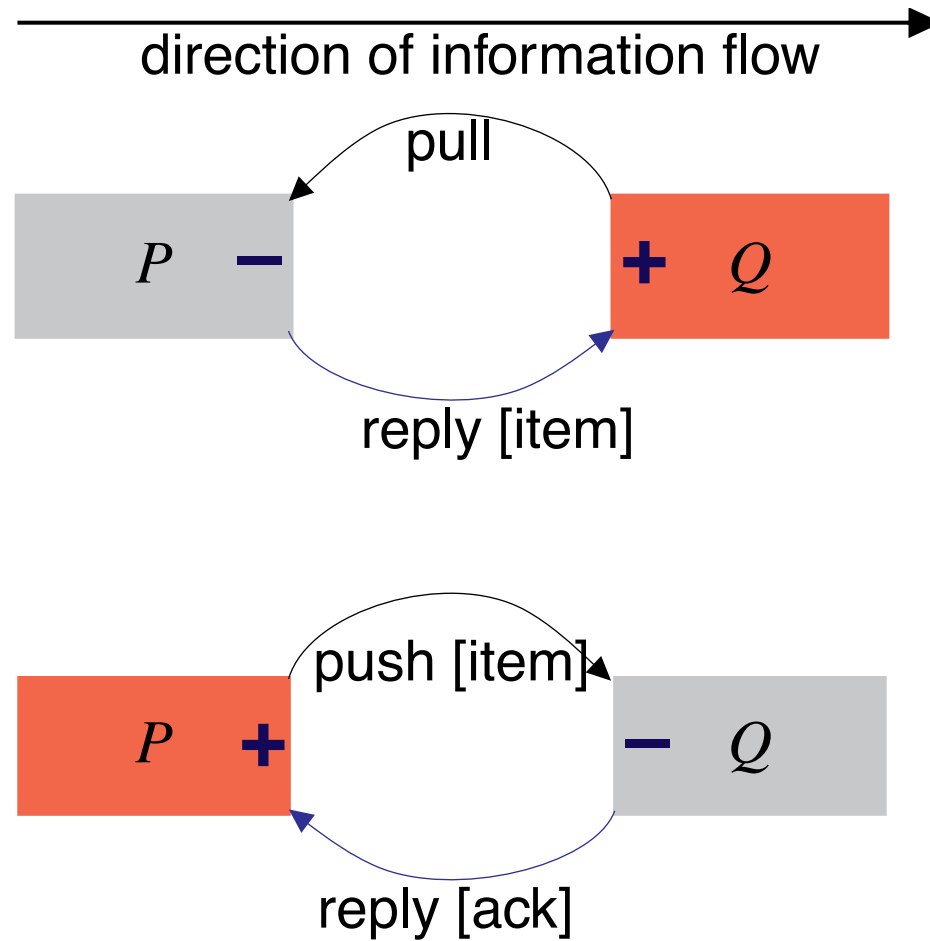 direction of information flow
pull
P − + Q
reply [item]
push [item]
P + − Q
reply [ack]